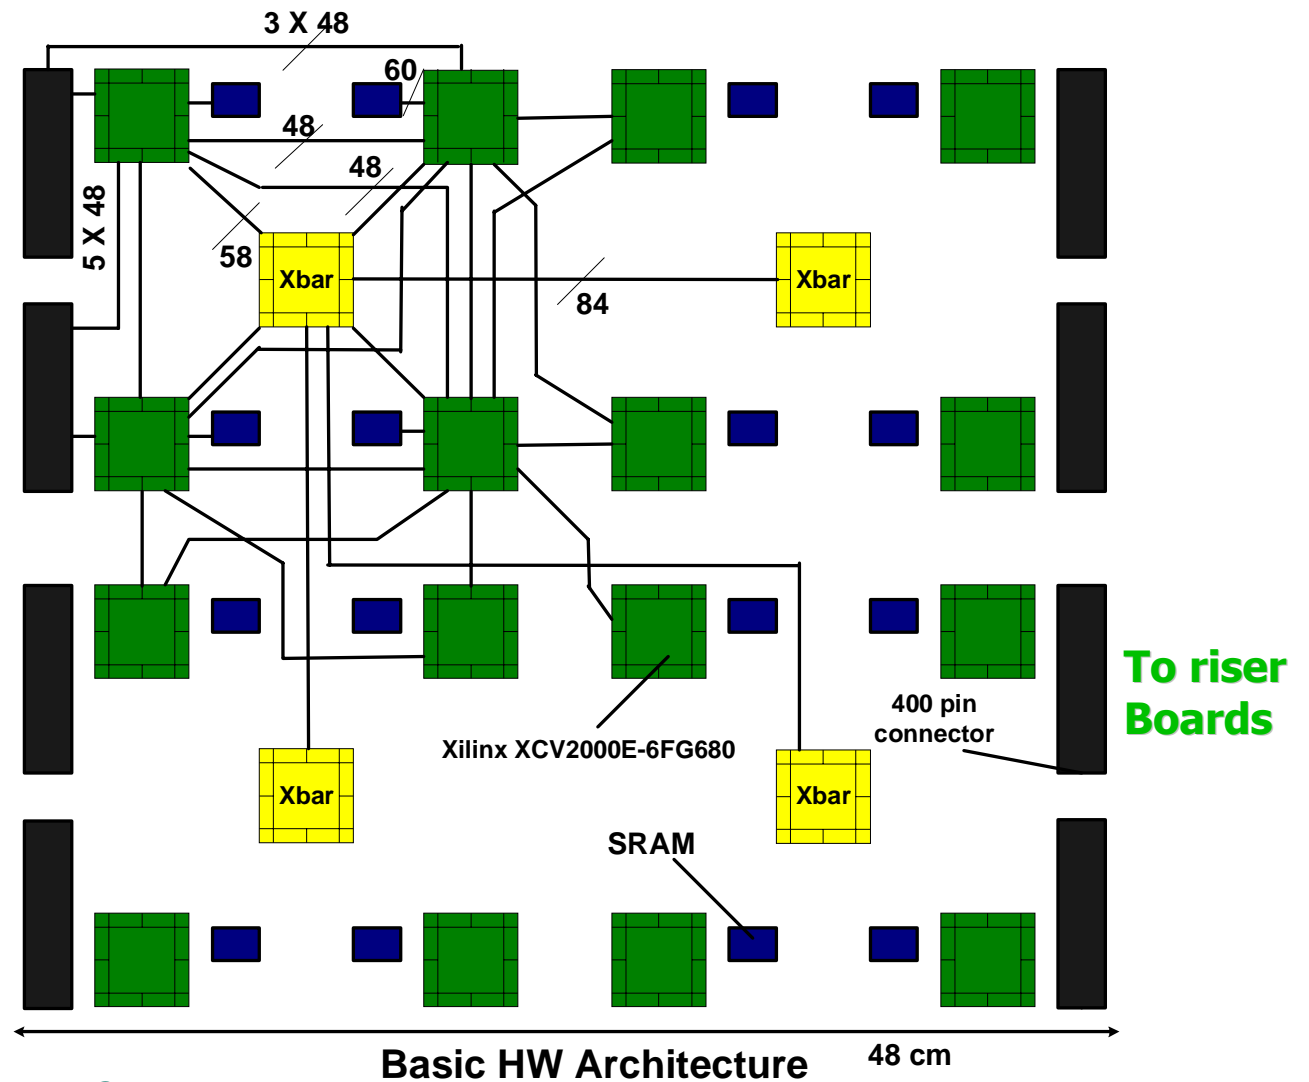 3 X 48
60
48
48
5 X 48
58
Xbar
Xbar
84
To riser
Boards
400 pin
connector
Xilinx XCV2000E-6FG680
Xbar
Xbar
SRAM
48 cm
Basic HW Architecture